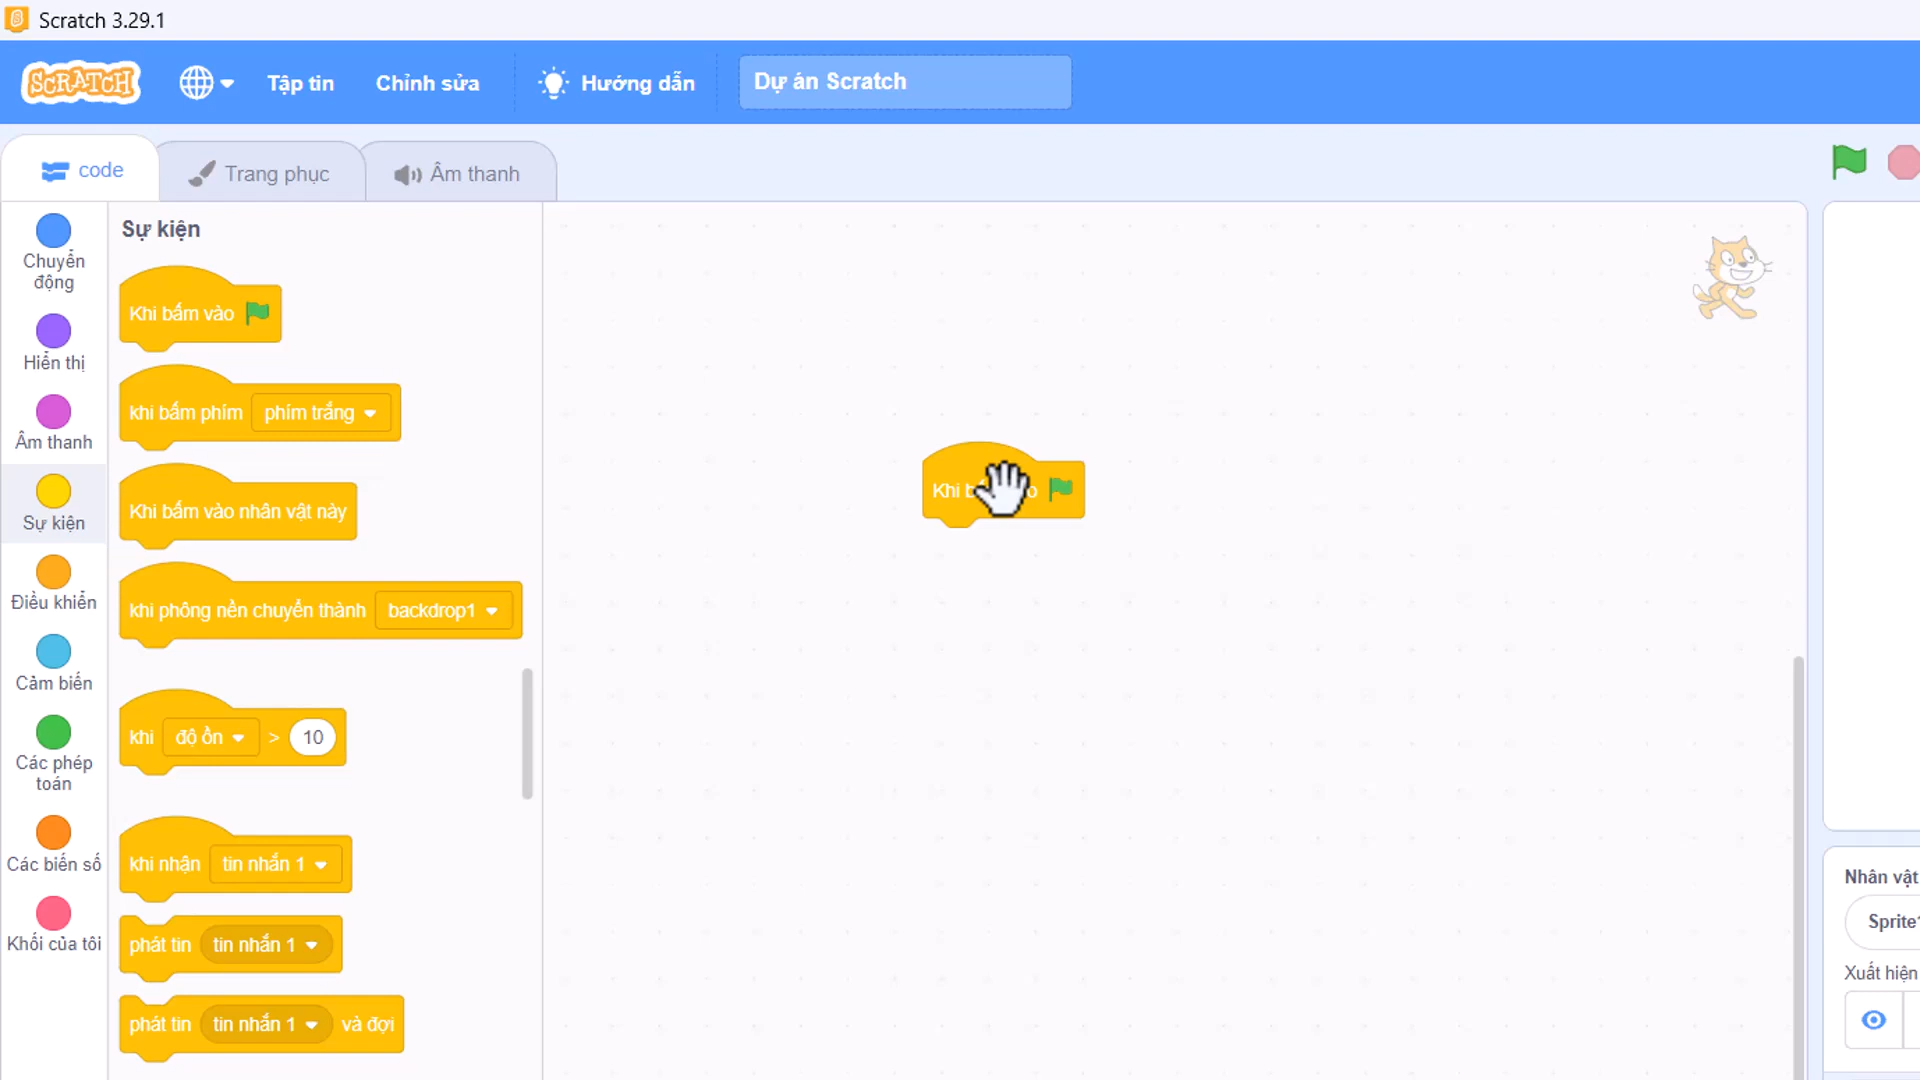 Scratch 3.29.1
SCRATCH
Tập tin
Chỉnh sửa
Hướng dẫn
Dự án Scratch
code
Trang phục
Âm thanh
Chuyển động
Hiển thị
Âm thanh
Sự kiện
Điều khiển
Cảm biến
Các phép toán
Các biến số
Khối của tôi
Sự kiện
Khi bấm vào
khi bấm phím phím trắng
Khi bấm vào nhân vật này
khi phông nền chuyển thành backdrop1
khi độ ồn > 10
khi nhận tin nhắn 1
phát tin tin nhắn 1
phát tin tin nhắn 1 và đợi
Khi
Nhân vật
Sprite1
Xuất hiện